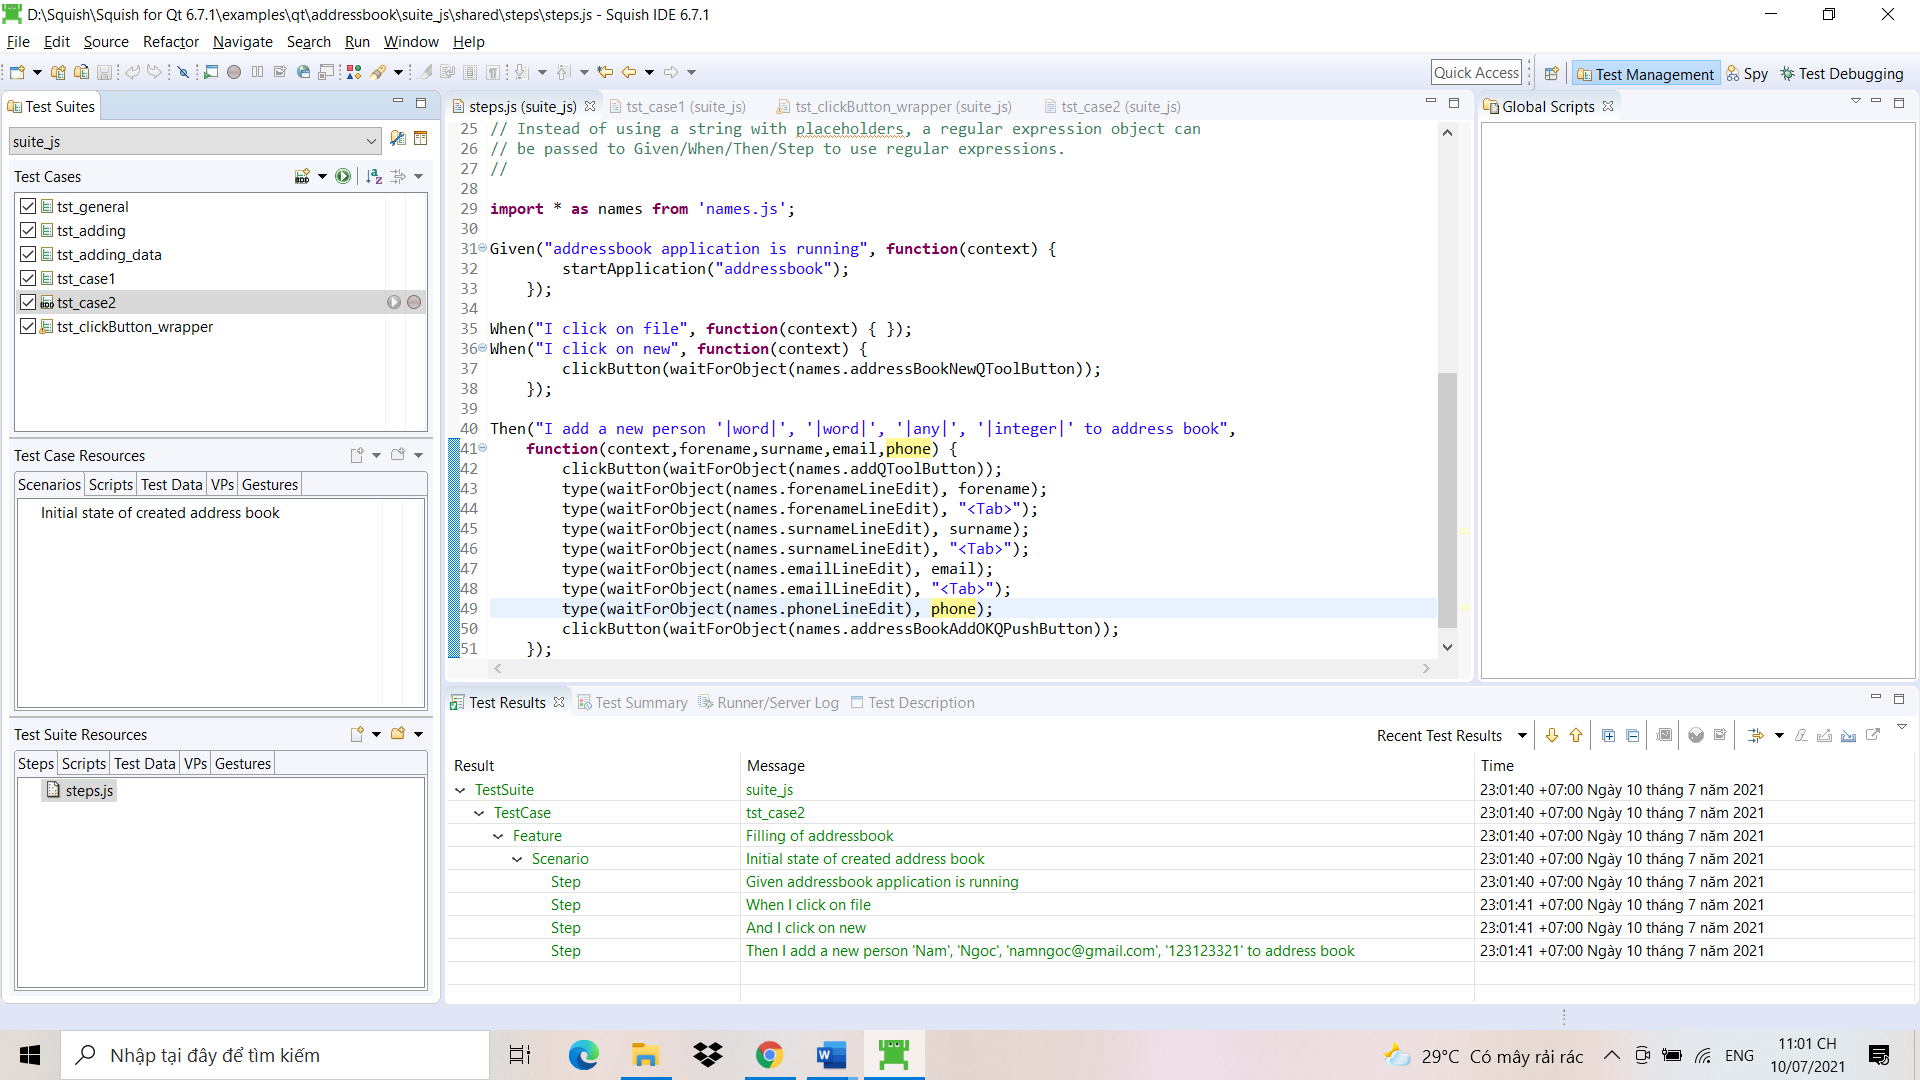 D:\Squish\Squish for Qt 6.7.1\examples\qt\addressbook\suite_js\shared\steps\steps.js - Squish IDE 6.7.1
File Edit Source Refactor Navigate Search Run Window Help
Quick Access Test Management Spy Test Debugging
Test Suites
suite_js
Test Cases
tst_general
tst_adding
tst_adding_data
tst_case1
BDD tst_case2
tst_clickButton_wrapper
Test Case Resources
Scenarios Scripts Test Data VPs Gestures
Initial state of created address book
Test Suite Resources
Steps Scripts Test Data VPs Gestures
steps.js
steps.js (suite_js) tst_case1 (suite_js) tst_clickButton_wrapper (suite_js) tst_case2 (suite_js)
25 // Instead of using a string with placeholders, a regular expression object can
26 // be passed to Given/When/Then/Step to use regular expressions.
27 //
28
29 import * as names from 'names.js';
30
31 Given("addressbook application is running", function(context) {
32 startApplication("addressbook");
33 });
34
35 When("I click on file", function(context) { });
36 When("I click on new", function(context) {
37 clickButton(waitForObject(names.addressBookNewQToolButton));
38 });
39
40 Then("I add a new person '|word|', '|word|', '|any|', '|integer|' to address book",
41 function(context,forename,surname,email,phone) {
42 clickButton(waitForObject(names.addQToolButton));
43 type(waitForObject(names.forenameLineEdit), forename);
44 type(waitForObject(names.forenameLineEdit), "<Tab>");
45 type(waitForObject(names.surnameLineEdit), surname);
46 type(waitForObject(names.surnameLineEdit), "<Tab>");
47 type(waitForObject(names.emailLineEdit), email);
48 type(waitForObject(names.emailLineEdit), "<Tab>");
49 type(waitForObject(names.phoneLineEdit), phone);
50 clickButton(waitForObject(names.addressBookAddOKQPushButton));
51 });
Global Scripts
Test Results Test Summary Runner/Server Log Test Description
Recent Test Results
Result Message Time
TestSuite suite_js 23:01:40 +07:00 Ngày 10 tháng 7 năm 2021
TestCase tst_case2 23:01:40 +07:00 Ngày 10 tháng 7 năm 2021
Feature Filling of addressbook 23:01:40 +07:00 Ngày 10 tháng 7 năm 2021
Scenario Initial state of created address book 23:01:40 +07:00 Ngày 10 tháng 7 năm 2021
Step Given addressbook application is running 23:01:40 +07:00 Ngày 10 tháng 7 năm 2021
Step When I click on file 23:01:41 +07:00 Ngày 10 tháng 7 năm 2021
Step And I click on new 23:01:41 +07:00 Ngày 10 tháng 7 năm 2021
Step Then I add a new person 'Nam', 'Ngoc', 'namngoc@gmail.com', '123123321' to address book 23:01:41 +07:00 Ngày 10 tháng 7 năm 2021
Nhập tại đây để tìm kiếm
29°C Có mây rải rác
ENG
11:01 CH
10/07/2021